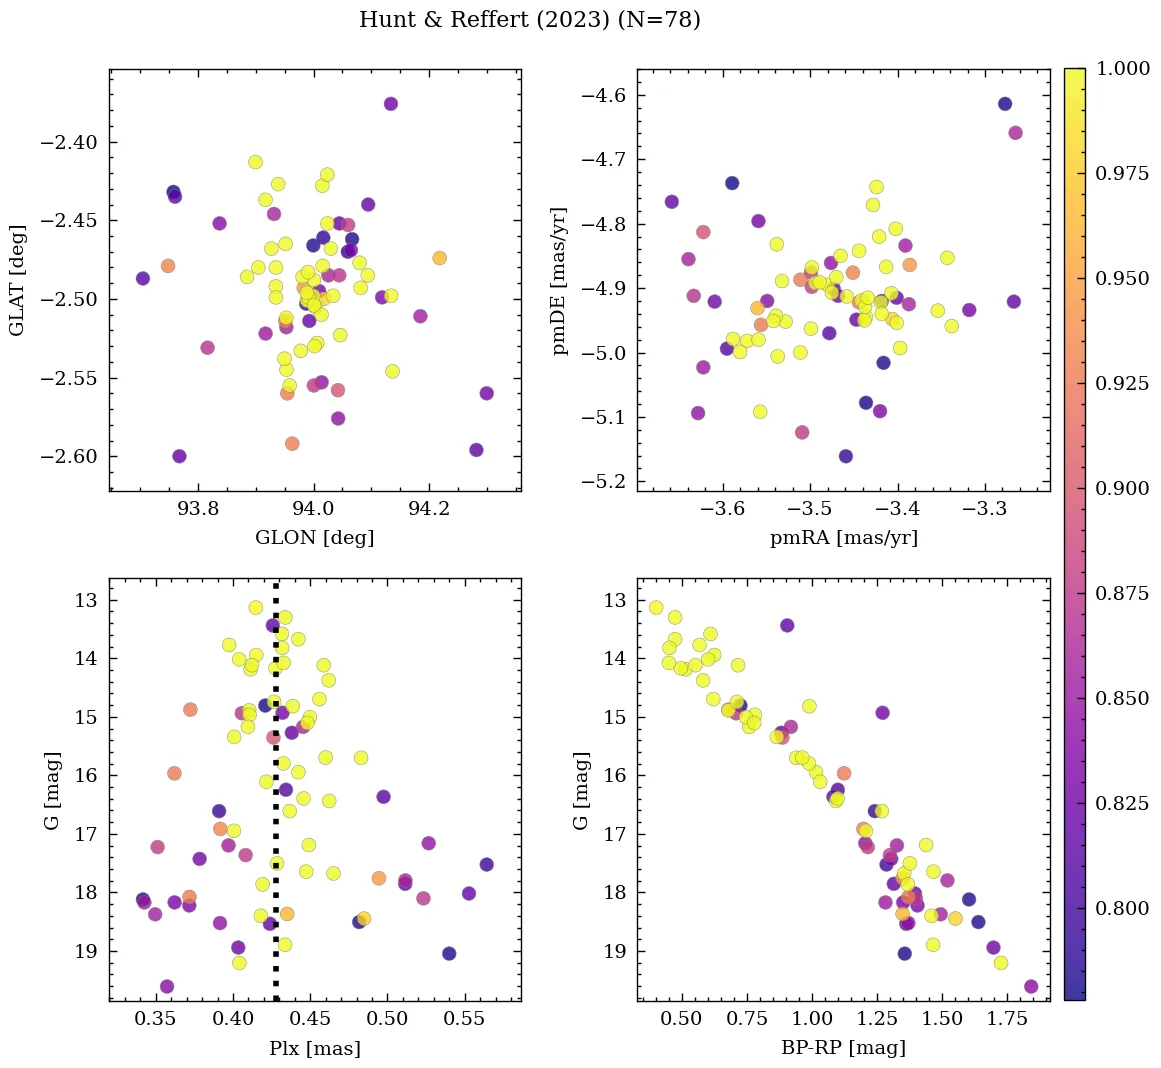 Hunt & Reffert (2023) (N=78)
−2.40
−2.45
−2.50
−2.55
−2.60
GLAT [deg]
93.8 94.0 94.2
GLON [deg]
−4.6
−4.7
−4.8
−4.9
−5.0
−5.1
−5.2
pmDE [mas/yr]
−3.6 −3.5 −3.4 −3.3
pmRA [mas/yr]
13
14
15
16
17
18
19
G [mag]
0.35 0.40 0.45 0.50 0.55
Plx [mas]
13
14
15
16
17
18
19
G [mag]
0.50 0.75 1.00 1.25 1.50 1.75
BP-RP [mag]
1.000
0.975
0.950
0.925
0.900
0.875
0.850
0.825
0.800